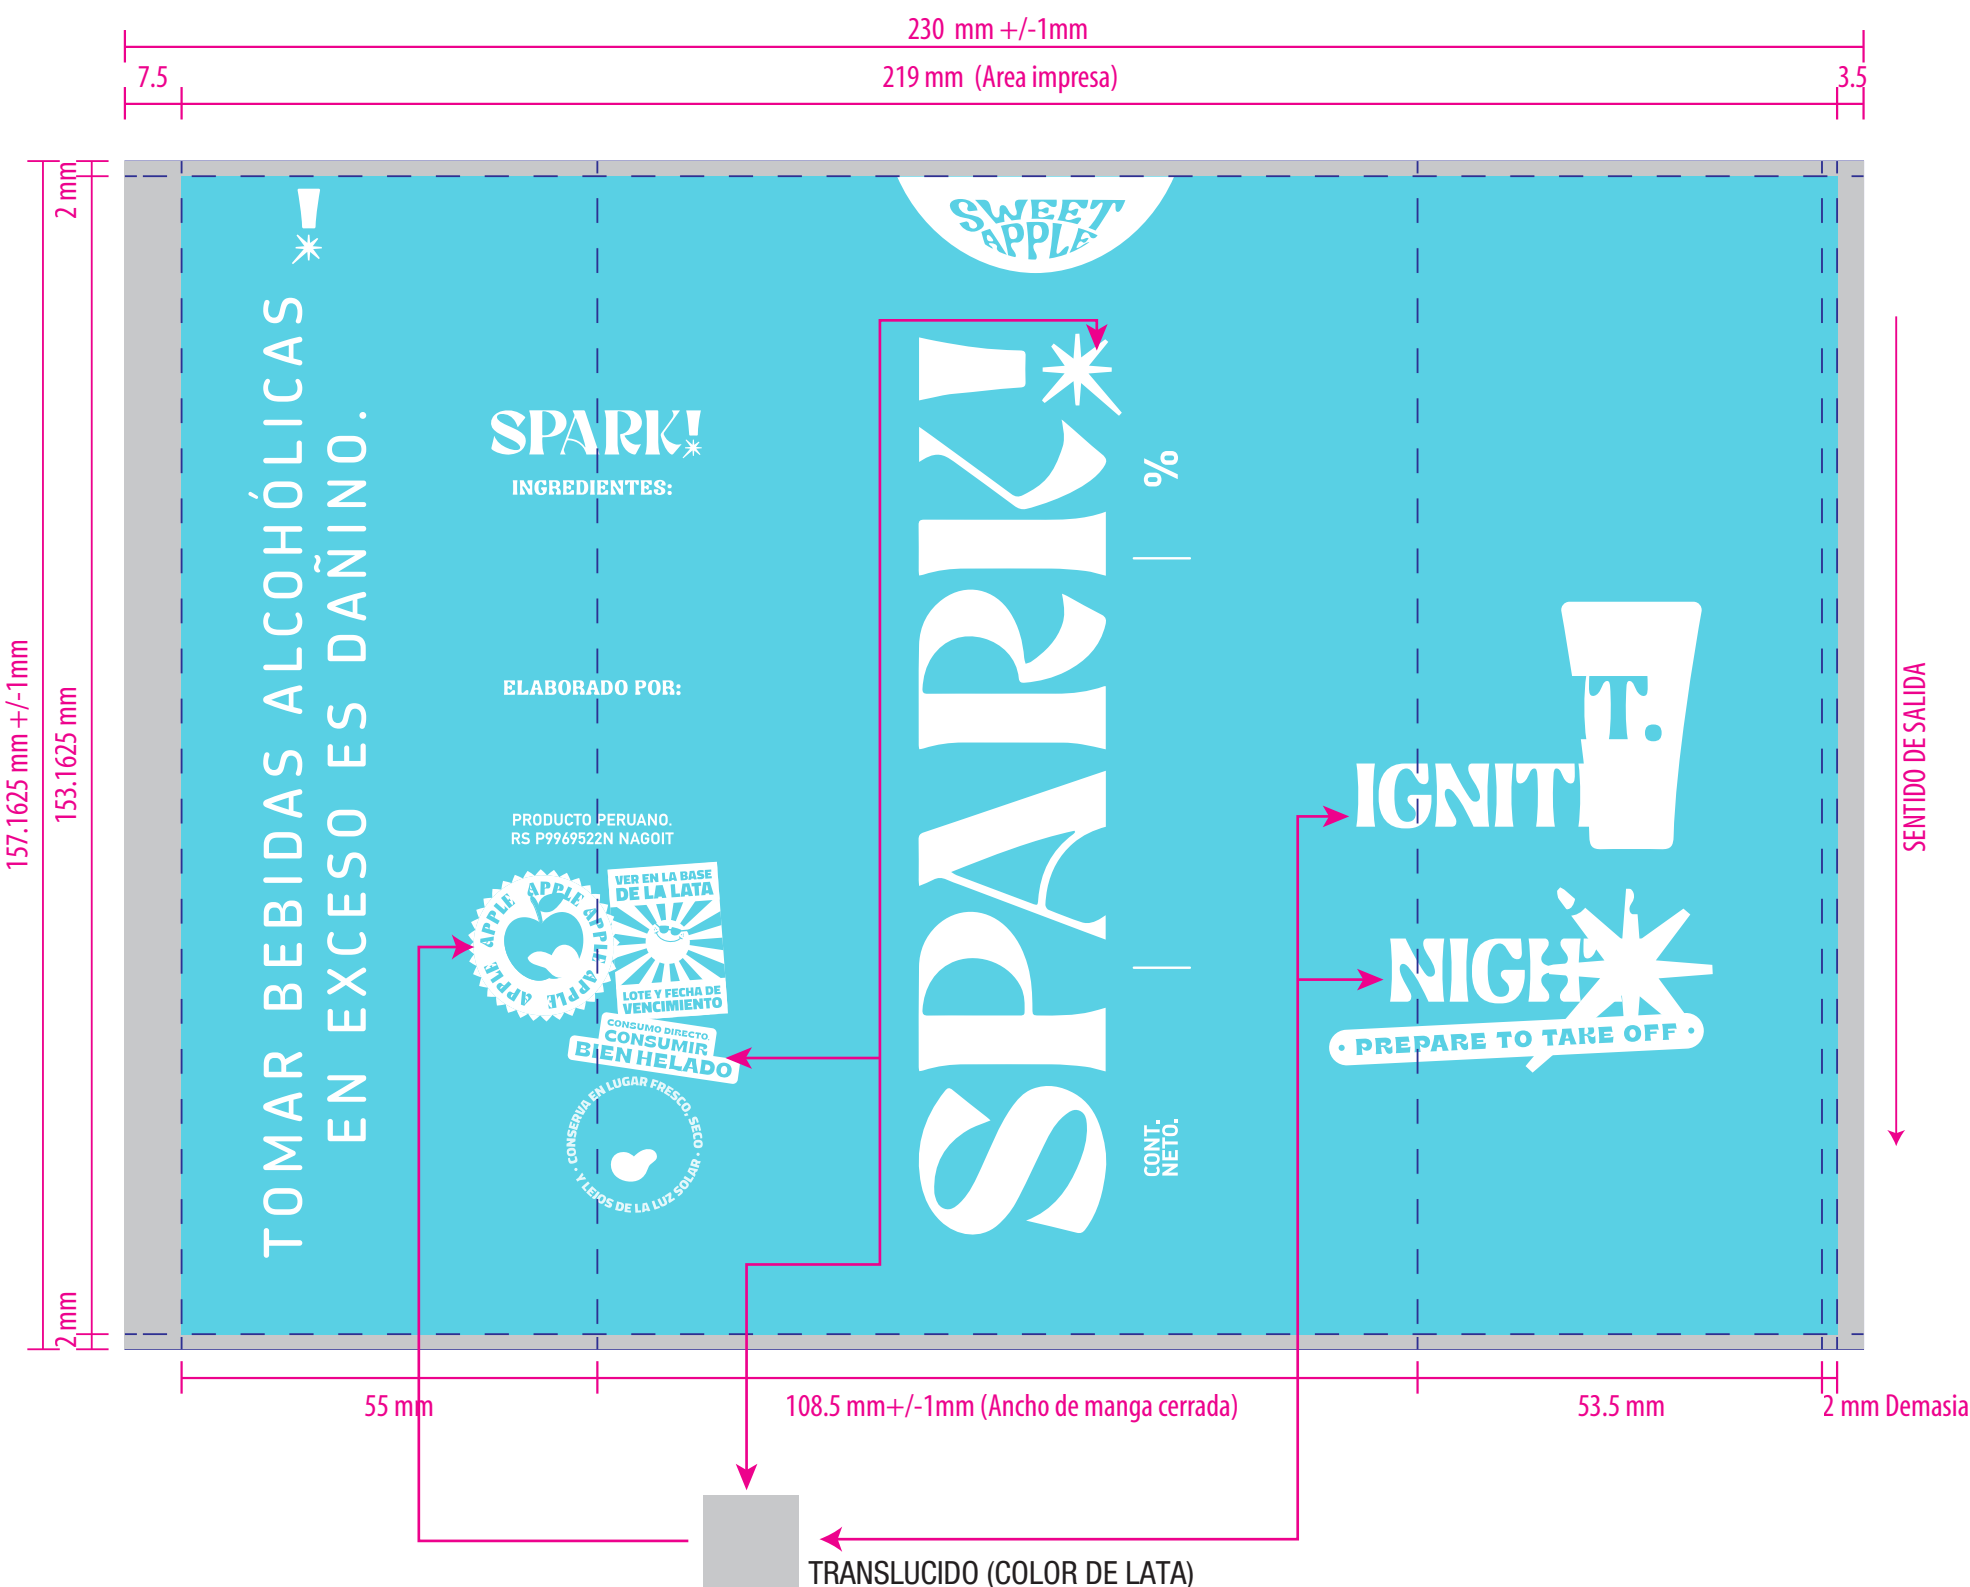 230 mm +/-1mm
7.5
219 mm (Area impresa)
3.5
2 mm
157.1625 mm +/-1mm
153.1625 mm
2 mm
TOMAR BEBIDAS ALCOHÓLICAS
EN EXCESO ES DAÑINO.
!
SPARK!
INGREDIENTES:
ELABORADO POR:
PRODUCTO PERUANO.
RS P9969522N NAGOIT
APPLE APPLE APPLE APPLE APPLE APPLE
VER EN LA BASE
DE LA LATA
LOTE Y FECHA DE
VENCIMIENTO
CONSUMO DIRECTO.
CONSUMIR
BIEN HELADO
· CONSERVA EN LUGAR FRESCO, SECO ·
Y LEJOS DE LA LUZ SOLAR
SWEET
APPLE
SPARK!
%
CONT.
NETO.
T.
IGNITE
NIGHT
· PREPARE TO TAKE OFF ·
SENTIDO DE SALIDA
55 mm
108.5 mm+/-1mm (Ancho de manga cerrada)
53.5 mm
2 mm Demasia
TRANSLUCIDO (COLOR DE LATA)